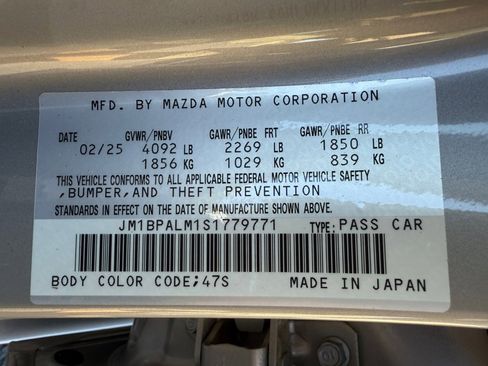 MFD. BY MAZDA MOTOR CORPORATION
DATE GVWR/PNBV GAWR/PNBE FRT GAWR/PNBE RR
02/25 4092 LB 2269 LB 1850 LB
1856 KG 1029 KG 839 KG
THIS VEHICLE CONFORMS TO ALL APPLICABLE FEDERAL MOTOR VEHICLE SAFETY
,BUMPER,AND THEFT PREVENTION
STANDARDS IN EFFECT ON THE DATE OF MANUFACTURE SHOWN ABOVE.
JM1BPALM1S1779771 TYPE: PASS CAR
BODY COLOR CODE;47S MADE IN JAPAN